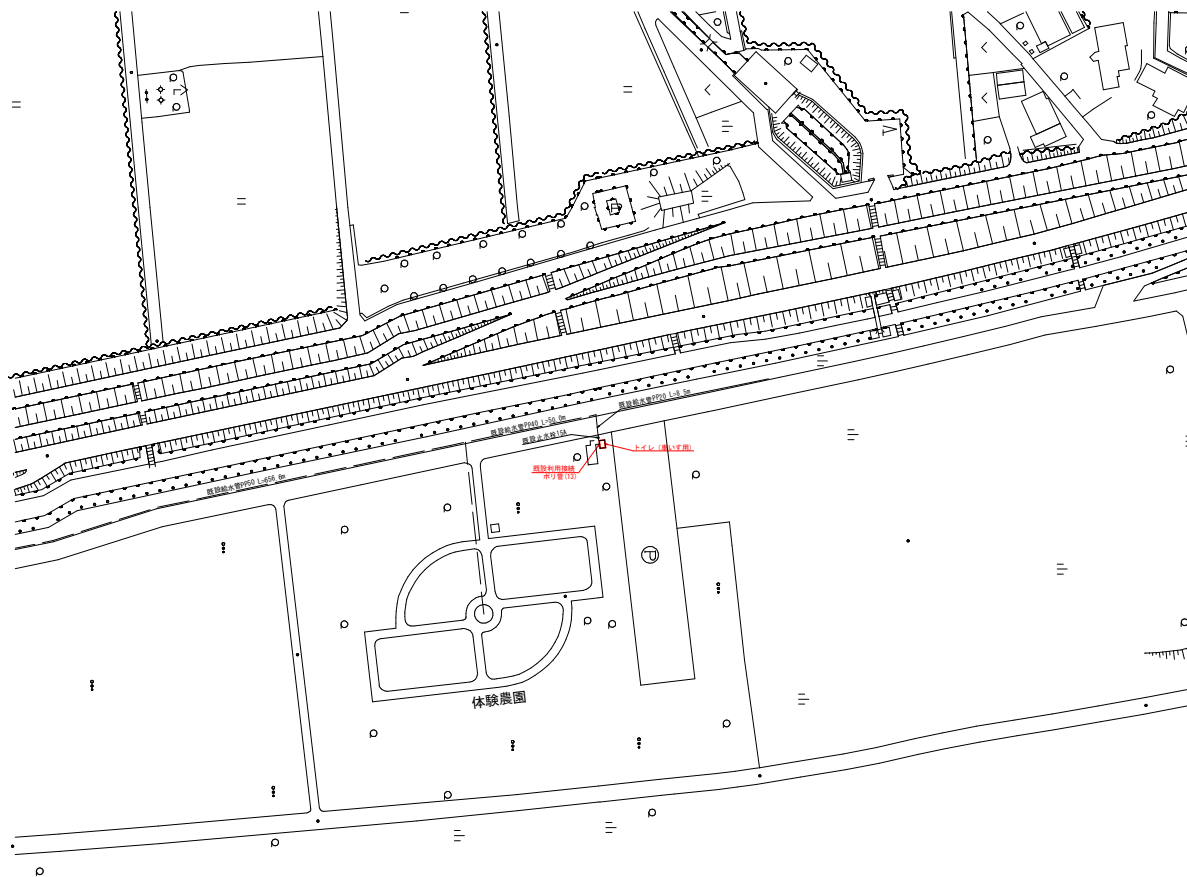 既設給水管PP20 L=8.5m
既設給水管PP40 L=50.0m
既設止水栓15A
トイレ（車いす用）
既設利用接続
ポリ管(13)
既設給水管PP50 L=656.6m
P
体験農園